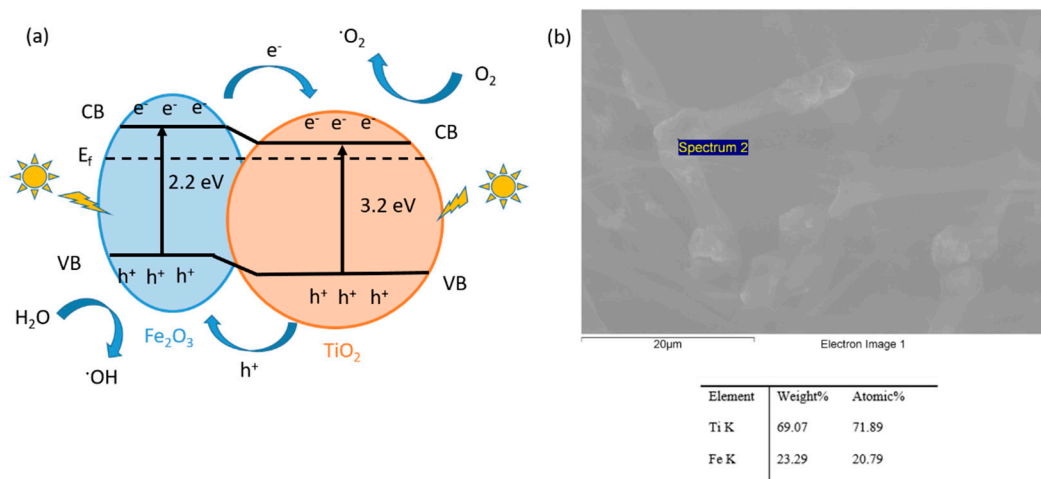 (a)
e⁻
·O₂
O₂
CB
e⁻ e⁻ e⁻
e⁻ e⁻ e⁻
CB
E_f
2.2 eV
3.2 eV
VB
h⁺ h⁺ h⁺
h⁺ h⁺ h⁺
VB
H₂O
Fe₂O₃
TiO₂
·OH
h⁺
(b)
Spectrum 2
20µm
Electron Image 1
Element Weight% Atomic%
Ti K 69.07 71.89
Fe K 23.29 20.79